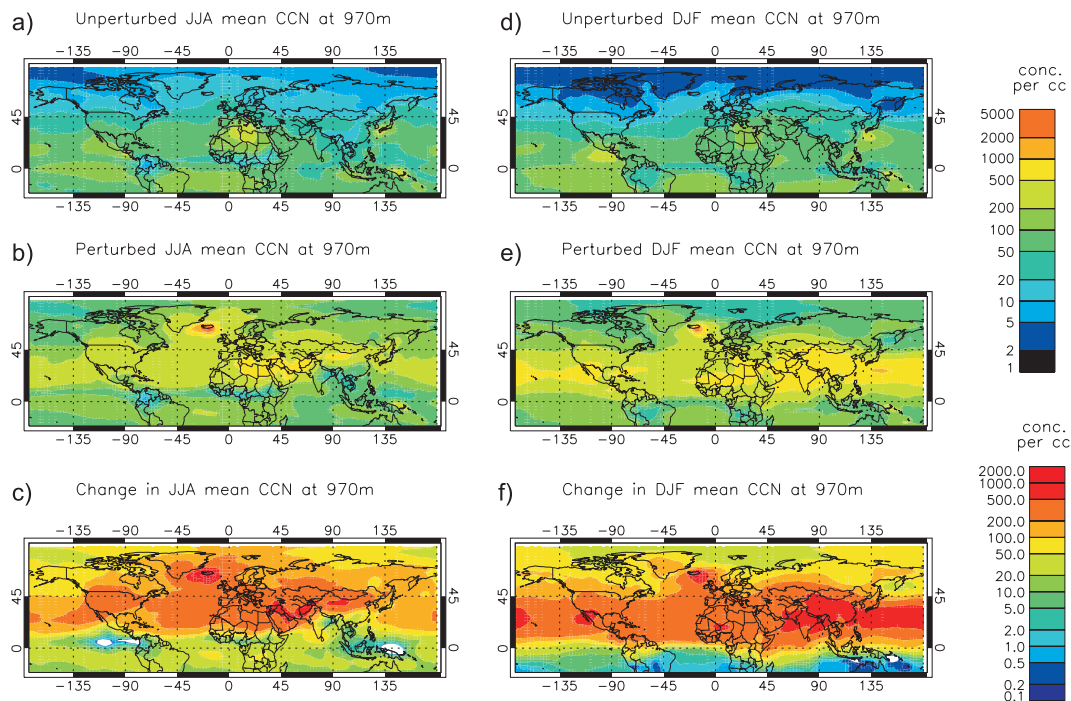 a) Unperturbed JJA mean CCN at 970m
−135 −90 −45 0 45 90 135
45
0
45
0
−135 −90 −45 0 45 90 135
d) Unperturbed DJF mean CCN at 970m
−135 −90 −45 0 45 90 135
45
0
45
0
−135 −90 −45 0 45 90 135
conc.
per cc
5000
2000
1000
500
200
100
50
20
10
5
2
1
b) Perturbed JJA mean CCN at 970m
−135 −90 −45 0 45 90 135
45
0
45
0
−135 −90 −45 0 45 90 135
e) Perturbed DJF mean CCN at 970m
−135 −90 −45 0 45 90 135
45
0
45
0
−135 −90 −45 0 45 90 135
c) Change in JJA mean CCN at 970m
−135 −90 −45 0 45 90 135
45
0
45
0
−135 −90 −45 0 45 90 135
f) Change in DJF mean CCN at 970m
−135 −90 −45 0 45 90 135
45
0
45
0
−135 −90 −45 0 45 90 135
conc.
per cc
2000.0
1000.0
500.0
200.0
100.0
50.0
20.0
10.0
5.0
2.0
1.0
0.5
0.2
0.1